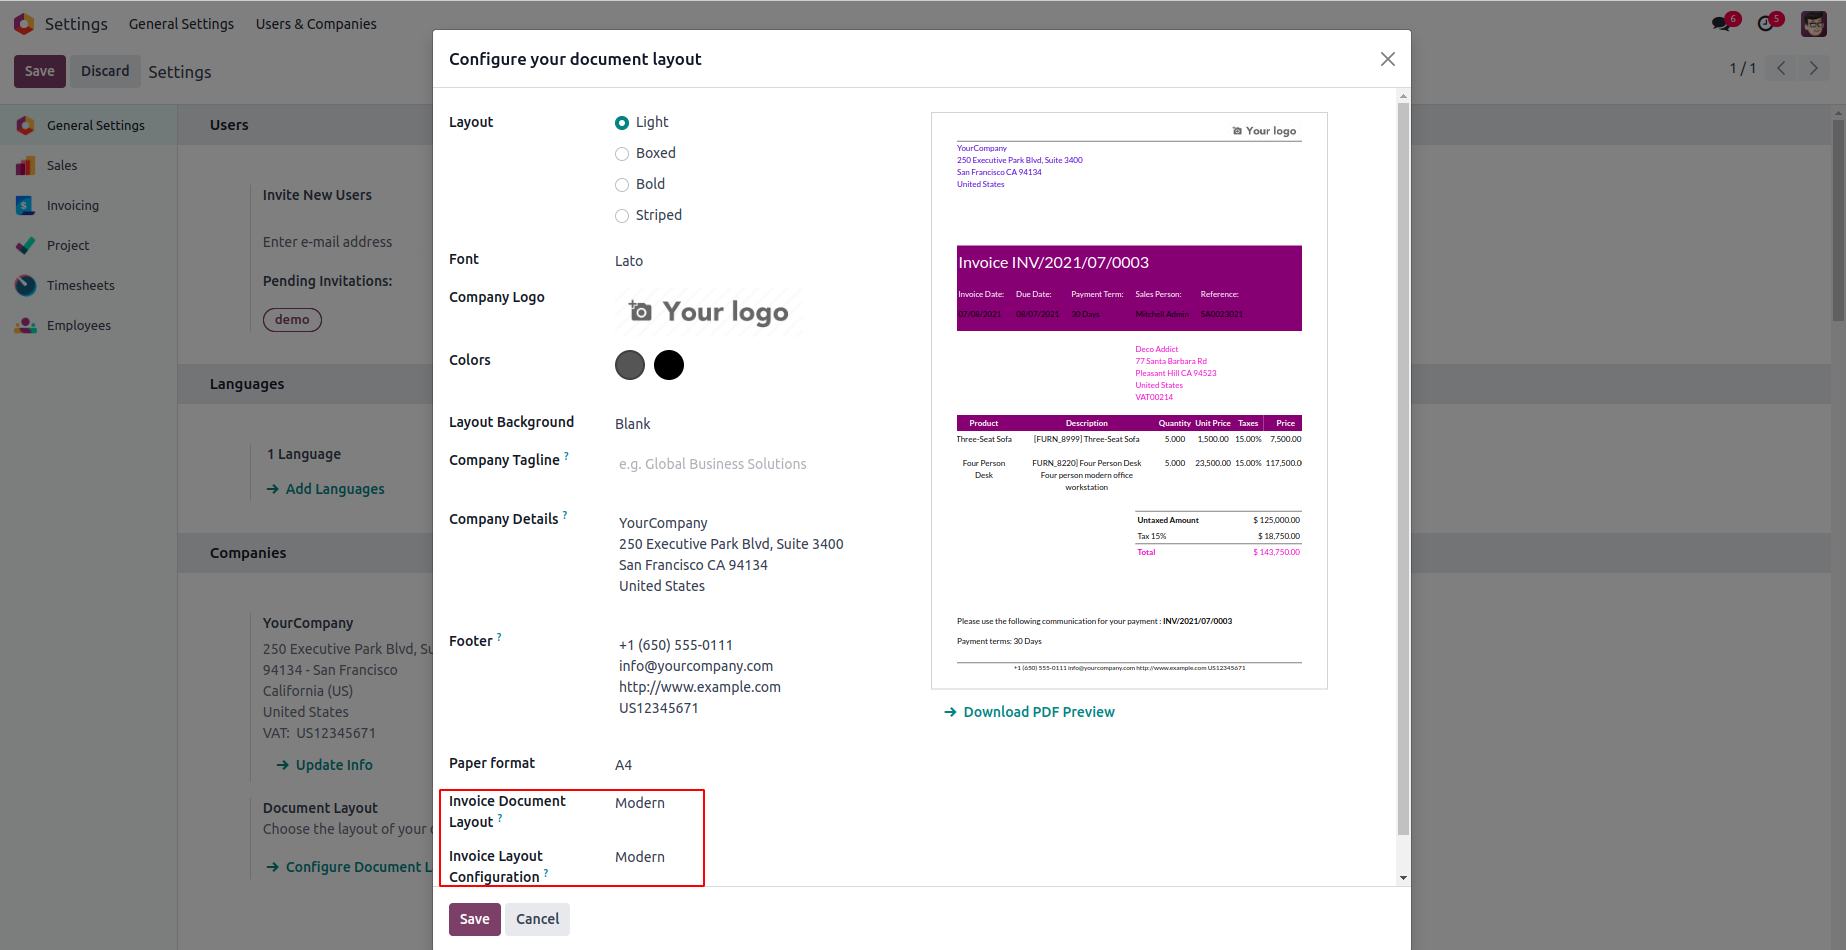 Settings General Settings Users & Companies 6 5
Save Discard Settings 1 / 1
General Settings
Sales
Invoicing
Project
Timesheets
Employees
Users
Invite New Users
Enter e-mail address
Pending Invitations:
demo
Languages
1 Language
Add Languages
Companies
YourCompany
250 Executive Park Blvd, Su
94134 - San Francisco
California (US)
United States
VAT: US12345671
Update Info
Document Layout
Choose the layout of your
Configure Document L
Configure your document layout
Layout Light
Boxed
Bold
Striped
Font Lato
Company Logo Your logo
Colors
Layout Background Blank
Company Tagline ? e.g. Global Business Solutions
Company Details ? YourCompany
250 Executive Park Blvd, Suite 3400
San Francisco CA 94134
United States
Footer ? +1 (650) 555-0111
info@yourcompany.com
http://www.example.com
US12345671
Paper format A4
Invoice Document Modern
Layout ?
Invoice Layout Modern
Configuration ?
Save Cancel
Your logo
YourCompany
250 Executive Park Blvd, Suite 3400
San Francisco CA 94134
United States
Invoice INV/2021/07/0003
Invoice Date: Due Date: Payment Term: Sales Person: Reference:
07/08/2021 08/07/2021 30 Days Mitchell Admin SA0023021
Deco Addict
77 Santa Barbara Rd
Pleasant Hill CA 94523
United States
VAT00214
Product Description Quantity Unit Price Taxes Price
Three-Seat Sofa [FURN_8999] Three-Seat Sofa 5.000 1,500.00 15.00% 7,500.00
Four Person FURN_8220] Four Person Desk 5.000 23,500.00 15.00% 117,500.0
Desk Four person modern office
workstation
Untaxed Amount $ 125,000.00
Tax 15% $ 18,750.00
Total $ 143,750.00
Please use the following communication for your payment : INV/2021/07/0003
Payment terms: 30 Days
+1 (650) 555-0111 info@yourcompany.com http://www.example.com US12345671
Download PDF Preview